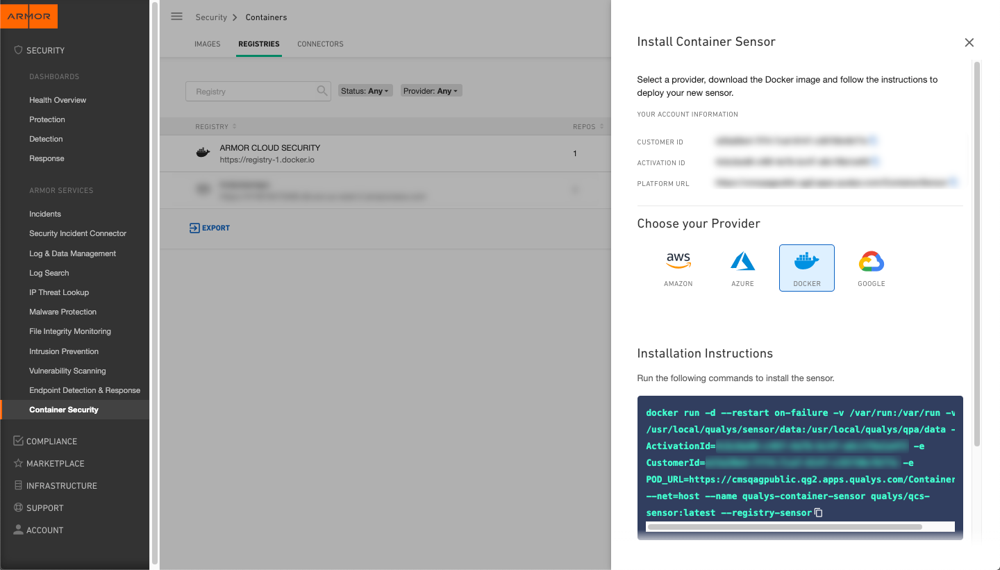 ARMOR
SECURITY
DASHBOARDS
Health Overview
Protection
Detection
Response
ARMOR SERVICES
Incidents
Security Incident Connector
Log & Data Management
Log Search
IP Threat Lookup
Malware Protection
File Integrity Monitoring
Intrusion Prevention
Vulnerability Scanning
Endpoint Detection & Response
Container Security
COMPLIANCE
MARKETPLACE
INFRASTRUCTURE
SUPPORT
ACCOUNT
Security > Containers
IMAGES REGISTRIES CONNECTORS
Registry Status: Any Provider: Any
REGISTRY REPOS
ARMOR CLOUD SECURITY
https://registry-1.docker.io
1
EXPORT
Install Container Sensor
Select a provider, download the Docker image and follow the instructions to
deploy your new sensor.
YOUR ACCOUNT INFORMATION
CUSTOMER ID
ACTIVATION ID
PLATFORM URL
Choose your Provider
aws
AMAZON AZURE DOCKER GOOGLE
Installation Instructions
Run the following commands to install the sensor.
docker run -d --restart on-failure -v /var/run:/var/run -v
/usr/local/qualys/sensor/data:/usr/local/qualys/qpa/data -
ActivationId= -e
CustomerId= -e
POD_URL=https://cmsqagpublic.qg2.apps.qualys.com/Container
--net=host --name qualys-container-sensor qualys/qcs-
sensor:latest --registry-sensor